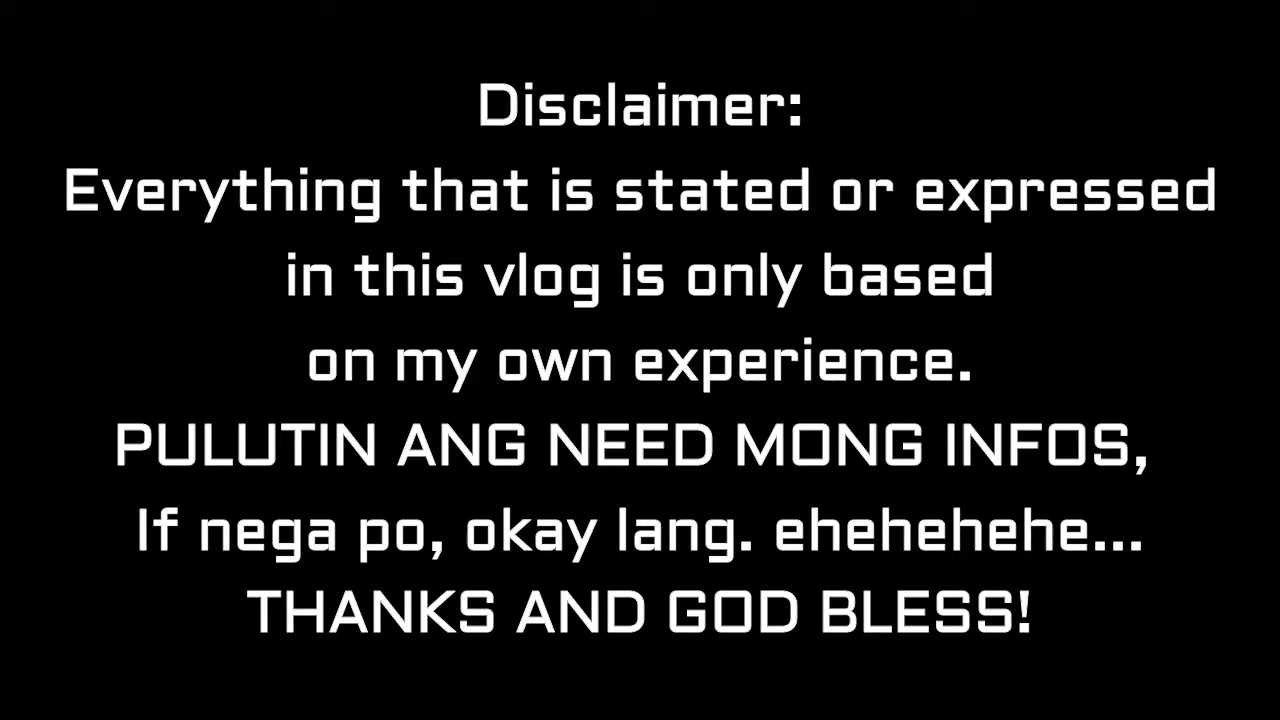 Disclaimer:
Everything that is stated or expressed
in this vlog is only based
on my own experience.
PULUTIN ANG NEED MONG INFOS,
If nega po, okay lang. ehehehehe...
THANKS AND GOD BLESS!